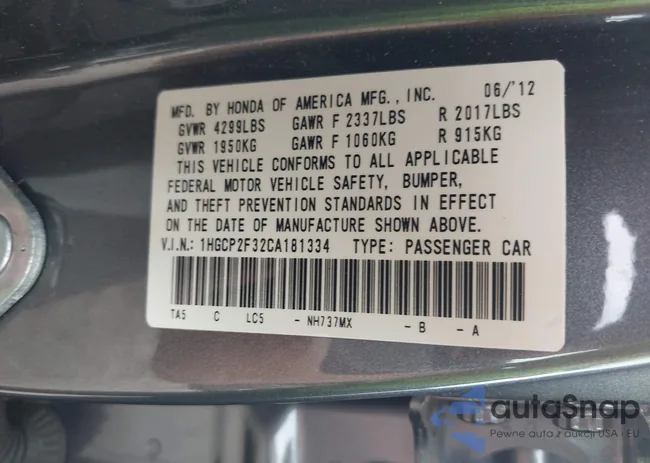 MFD. BY HONDA OF AMERICA MFG., INC. 06/'12
GVWR 4299LBS GAWR F 2337LBS R 2017LBS
GVWR 1950KG GAWR F 1060KG R 915KG
THIS VEHICLE CONFORMS TO ALL APPLICABLE
FEDERAL MOTOR VEHICLE SAFETY, BUMPER,
AND THEFT PREVENTION STANDARDS IN EFFECT
ON THE DATE OF MANUFACTURE SHOWN ABOVE.
V.I.N.: 1HGCP2F32CA181334 TYPE: PASSENGER CAR
TA5 C LC5 - NH737MX - B - A
autaSnap
Pewne auto z aukcji USA i EU